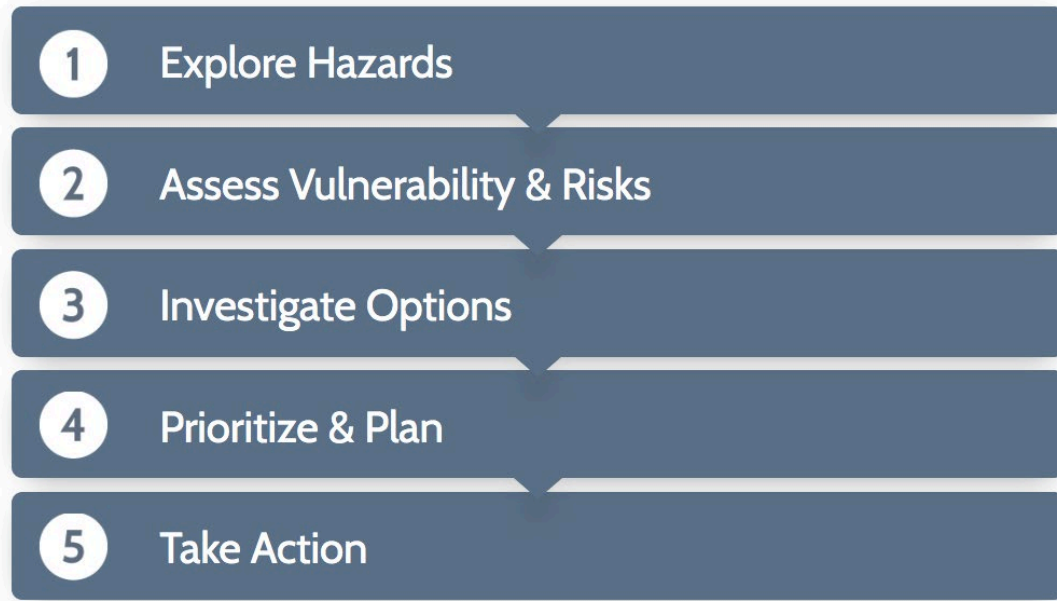 1 Explore Hazards
2 Assess Vulnerability & Risks
3 Investigate Options
4 Prioritize & Plan
5 Take Action